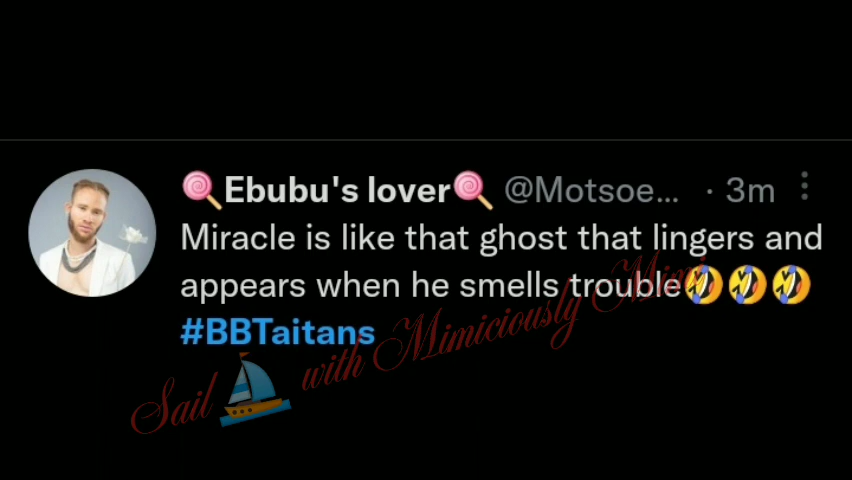 🍭Ebubu's lover🍭 @Motsoe... · 3m
Miracle is like that ghost that lingers and
appears when he smells trouble🤣🤣🤣
#BBTaitans
Sail ⛵ with Mimiciously Mimi